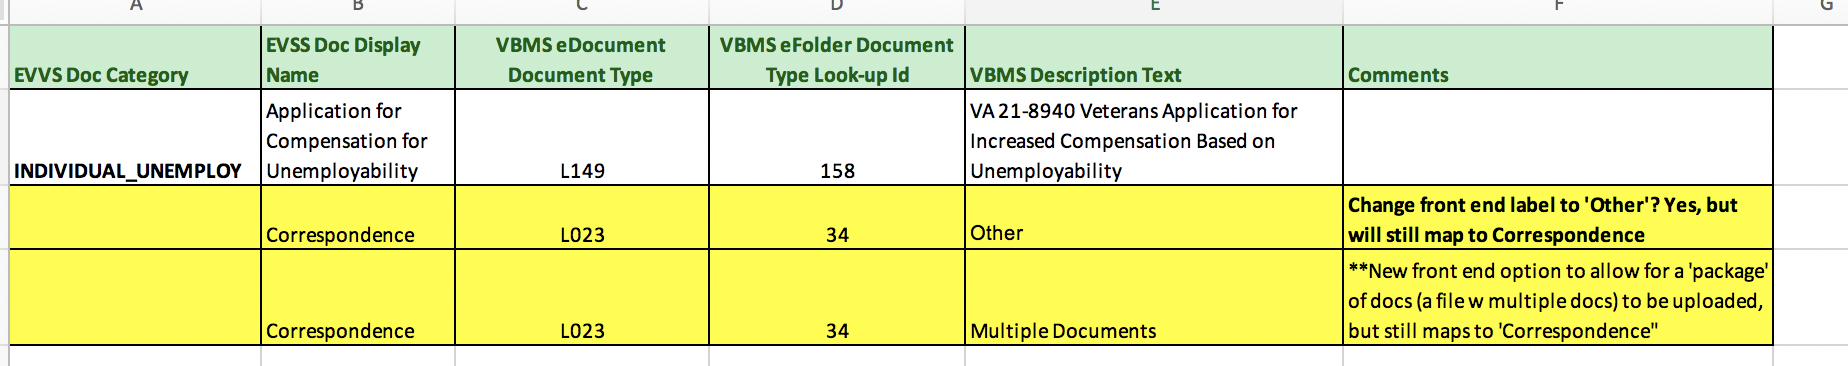 A B C D E F G
EVVS Doc Category
EVSS Doc Display
Name
VBMS eDocument
Document Type
VBMS eFolder Document
Type Look-up Id
VBMS Description Text
Comments
INDIVIDUAL_UNEMPLOY
Application for
Compensation for
Unemployability
L149
158
VA 21-8940 Veterans Application for
Increased Compensation Based on
Unemployability
Correspondence
L023
34
Other
Change front end label to 'Other'? Yes, but
will still map to Correspondence
Correspondence
L023
34
Multiple Documents
**New front end option to allow for a 'package'
of docs (a file w multiple docs) to be uploaded,
but still maps to 'Correspondence"